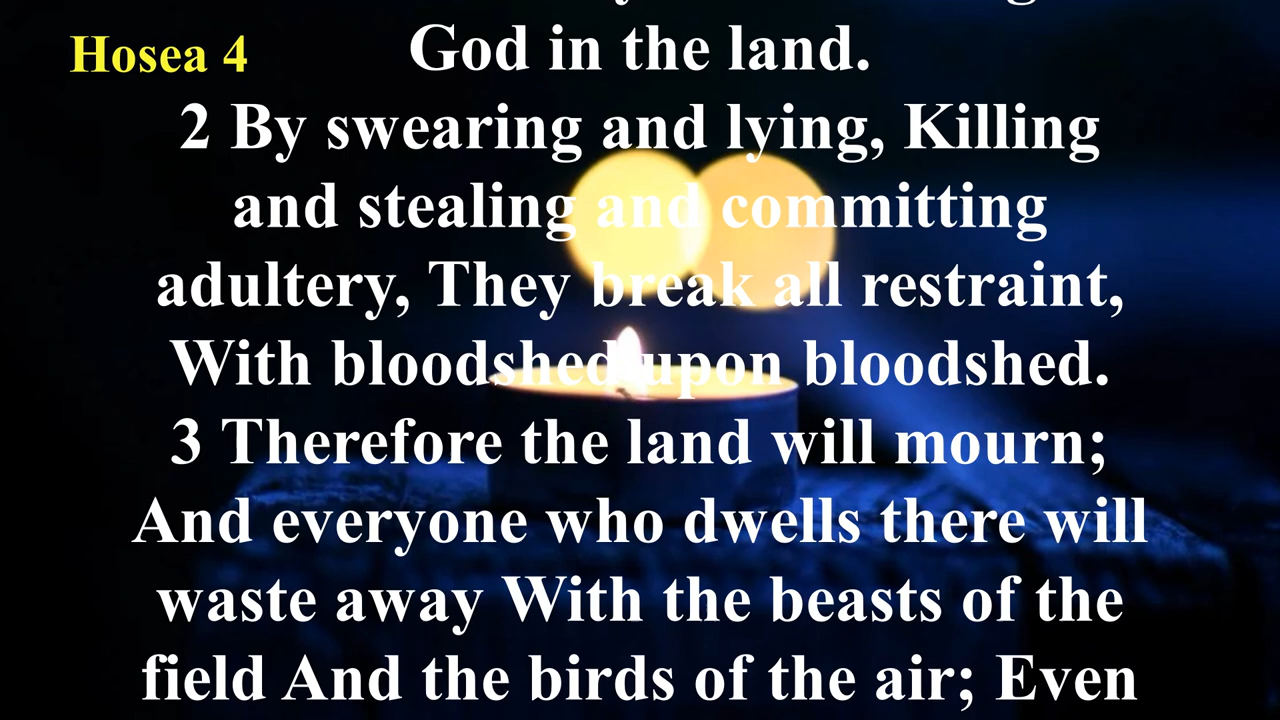 Hosea 4
God in the land.
2 By swearing and lying, Killing
and stealing and committing
adultery, They break all restraint,
With bloodshed upon bloodshed.
3 Therefore the land will mourn;
And everyone who dwells there will
waste away With the beasts of the
field And the birds of the air; Even